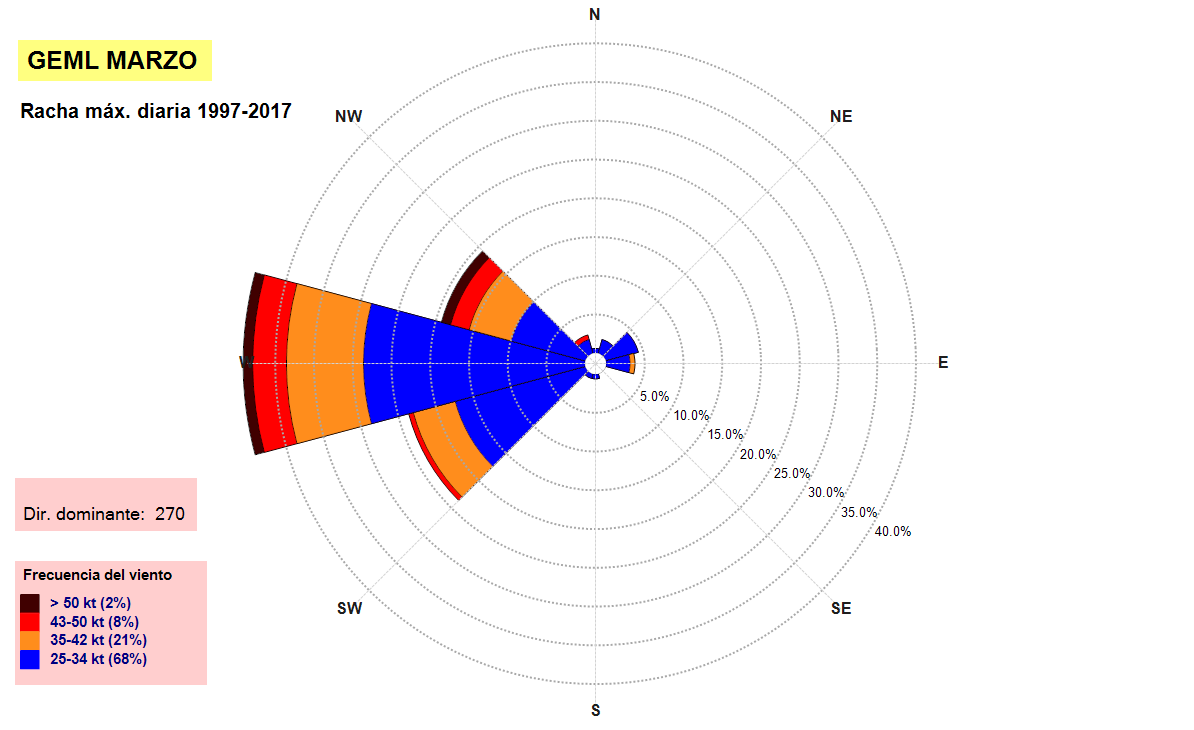 N
GEML MARZO
Racha máx. diaria 1997-2017
NW
NE
W
E
5.0%
10.0%
15.0%
20.0%
25.0%
30.0%
35.0%
40.0%
Dir. dominante: 270
Frecuencia del viento
> 50 kt (2%)
43-50 kt (8%)
35-42 kt (21%)
25-34 kt (68%)
SW
SE
S